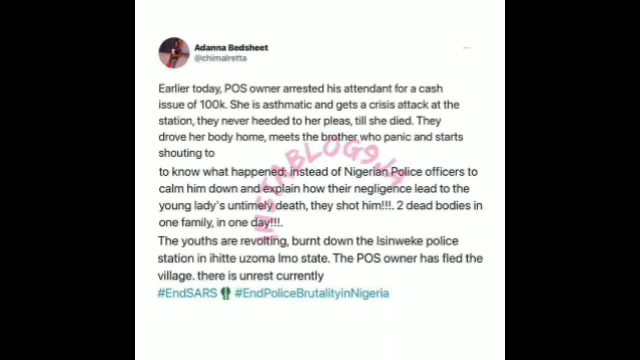 Adanna Bedsheet
@chimalretta
Earlier today, POS owner arrested his attendant for a cash
issue of 100k. She is asthmatic and gets a crisis attack at the
station, they never heeded to her pleas, till she died. They
drove her body home, meets the brother who panic and starts
shouting to
to know what happened; instead of Nigerian Police officers to
calm him down and explain how their negligence lead to the
young lady's untimely death, they shot him!!!. 2 dead bodies in
one family, in one day!!!.
The youths are revolting, burnt down the Isinweke police
station in ihitte uzoma Imo state. The POS owner has fled the
village. there is unrest currently
#EndSARS #EndPoliceBrutalityinNigeria
INSTABLOG9JA